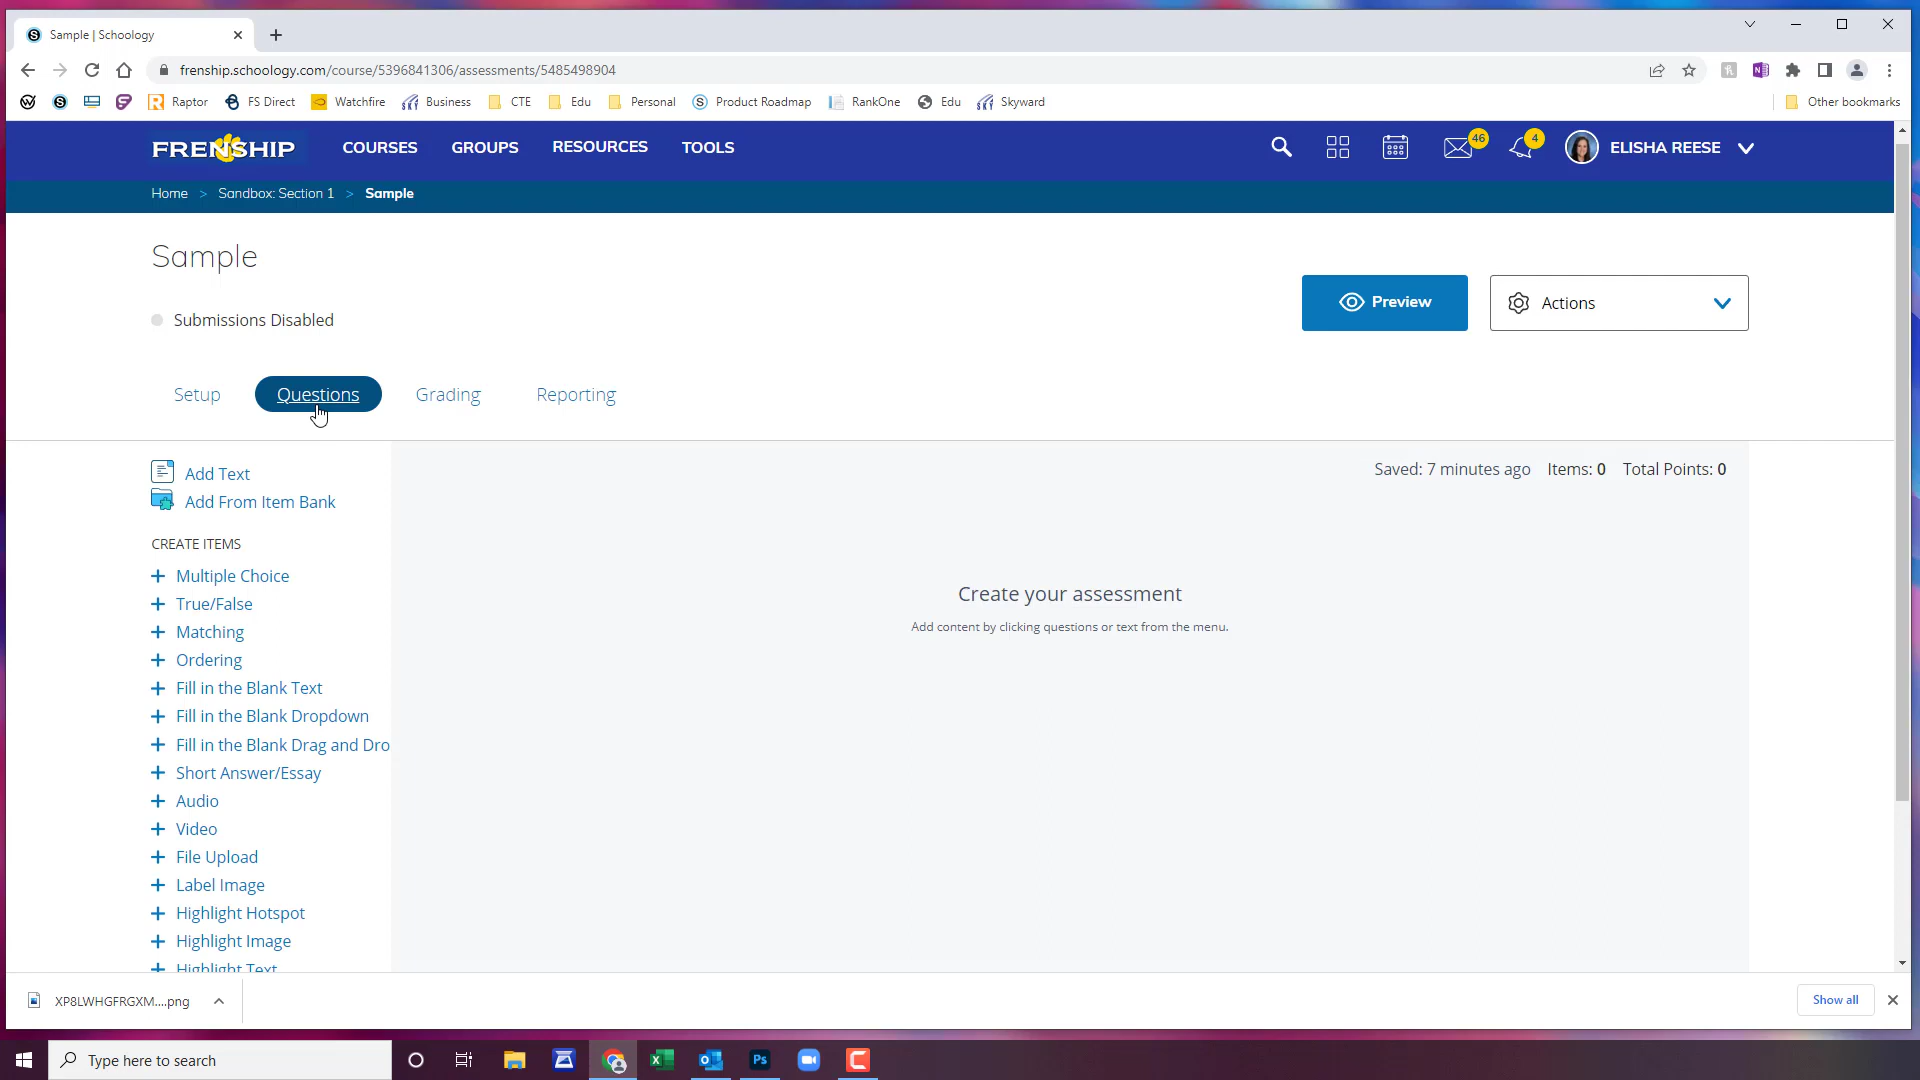 Sample | Schoology
frenship.schoology.com/course/5396841306/assessments/5485498904
Raptor
FS Direct
Watchfire
Business
CTE
Edu
Personal
Product Roadmap
RankOne
Edu
Skyward
Other bookmarks
FRENSHIP
COURSES
GROUPS
RESOURCES
TOOLS
46
4
ELISHA REESE
Home > Sandbox: Section 1 > Sample
Sample
Submissions Disabled
Preview
Actions
Setup
Questions
Grading
Reporting
Add Text
Add From Item Bank
CREATE ITEMS
Multiple Choice
True/False
Matching
Ordering
Fill in the Blank Text
Fill in the Blank Dropdown
Fill in the Blank Drag and Dro
Short Answer/Essay
Audio
Video
File Upload
Label Image
Highlight Hotspot
Highlight Image
Highlight Text
Saved: 7 minutes ago
Items: 0
Total Points: 0
Create your assessment
Add content by clicking questions or text from the menu.
XP8LWHGFRGXM....png
Show all
Type here to search